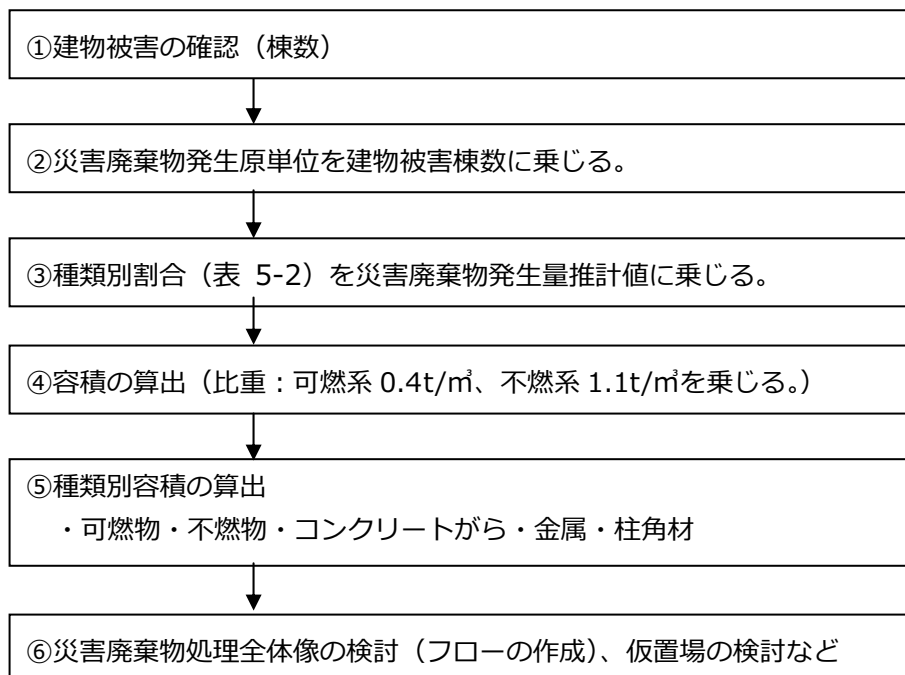 ①建物被害の確認（棟数）
②災害廃棄物発生原単位を建物被害棟数に乗じる。
③種類別割合（表 5-2）を災害廃棄物発生量推計値に乗じる。
④容積の算出（比重：可燃系 0.4t/㎥、不燃系 1.1t/㎥を乗じる。）
⑤種類別容積の算出
・可燃物・不燃物・コンクリートがら・金属・柱角材
⑥災害廃棄物処理全体像の検討（フローの作成）、仮置場の検討など